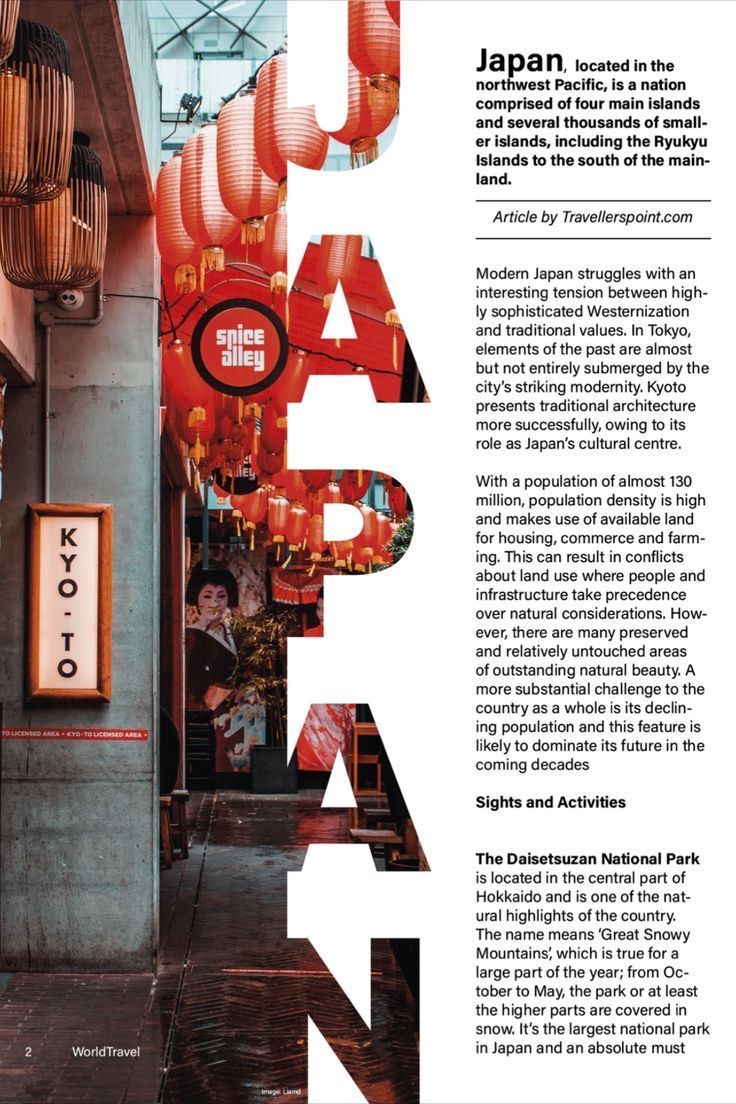 JAPAN
spice
alley
alley
KYO-TO
TO LICENSED AREA • KYO-TO LICENSED AREA •
2 WorldTravel
Image: Liamd
Japan, located in the
northwest Pacific, is a nation
comprised of four main islands
and several thousands of small-
er islands, including the Ryukyu
Islands to the south of the main-
land.
Article by Travellerspoint.com
Modern Japan struggles with an
interesting tension between high-
ly sophisticated Westernization
and traditional values. In Tokyo,
elements of the past are almost
but not entirely submerged by the
city's striking modernity. Kyoto
presents traditional architecture
more successfully, owing to its
role as Japan's cultural centre.
With a population of almost 130
million, population density is high
and makes use of available land
for housing, commerce and farm-
ing. This can result in conflicts
about land use where people and
infrastructure take precedence
over natural considerations. How-
ever, there are many preserved
and relatively untouched areas
of outstanding natural beauty. A
more substantial challenge to the
country as a whole is its declin-
ing population and this feature is
likely to dominate its future in the
coming decades
Sights and Activities
The Daisetsuzan National Park
is located in the central part of
Hokkaido and is one of the nat-
ural highlights of the country.
The name means ‘Great Snowy
Mountains’, which is true for a
large part of the year; from Oc-
tober to May, the park or at least
the higher parts are covered in
snow. It's the largest national park
in Japan and an absolute must